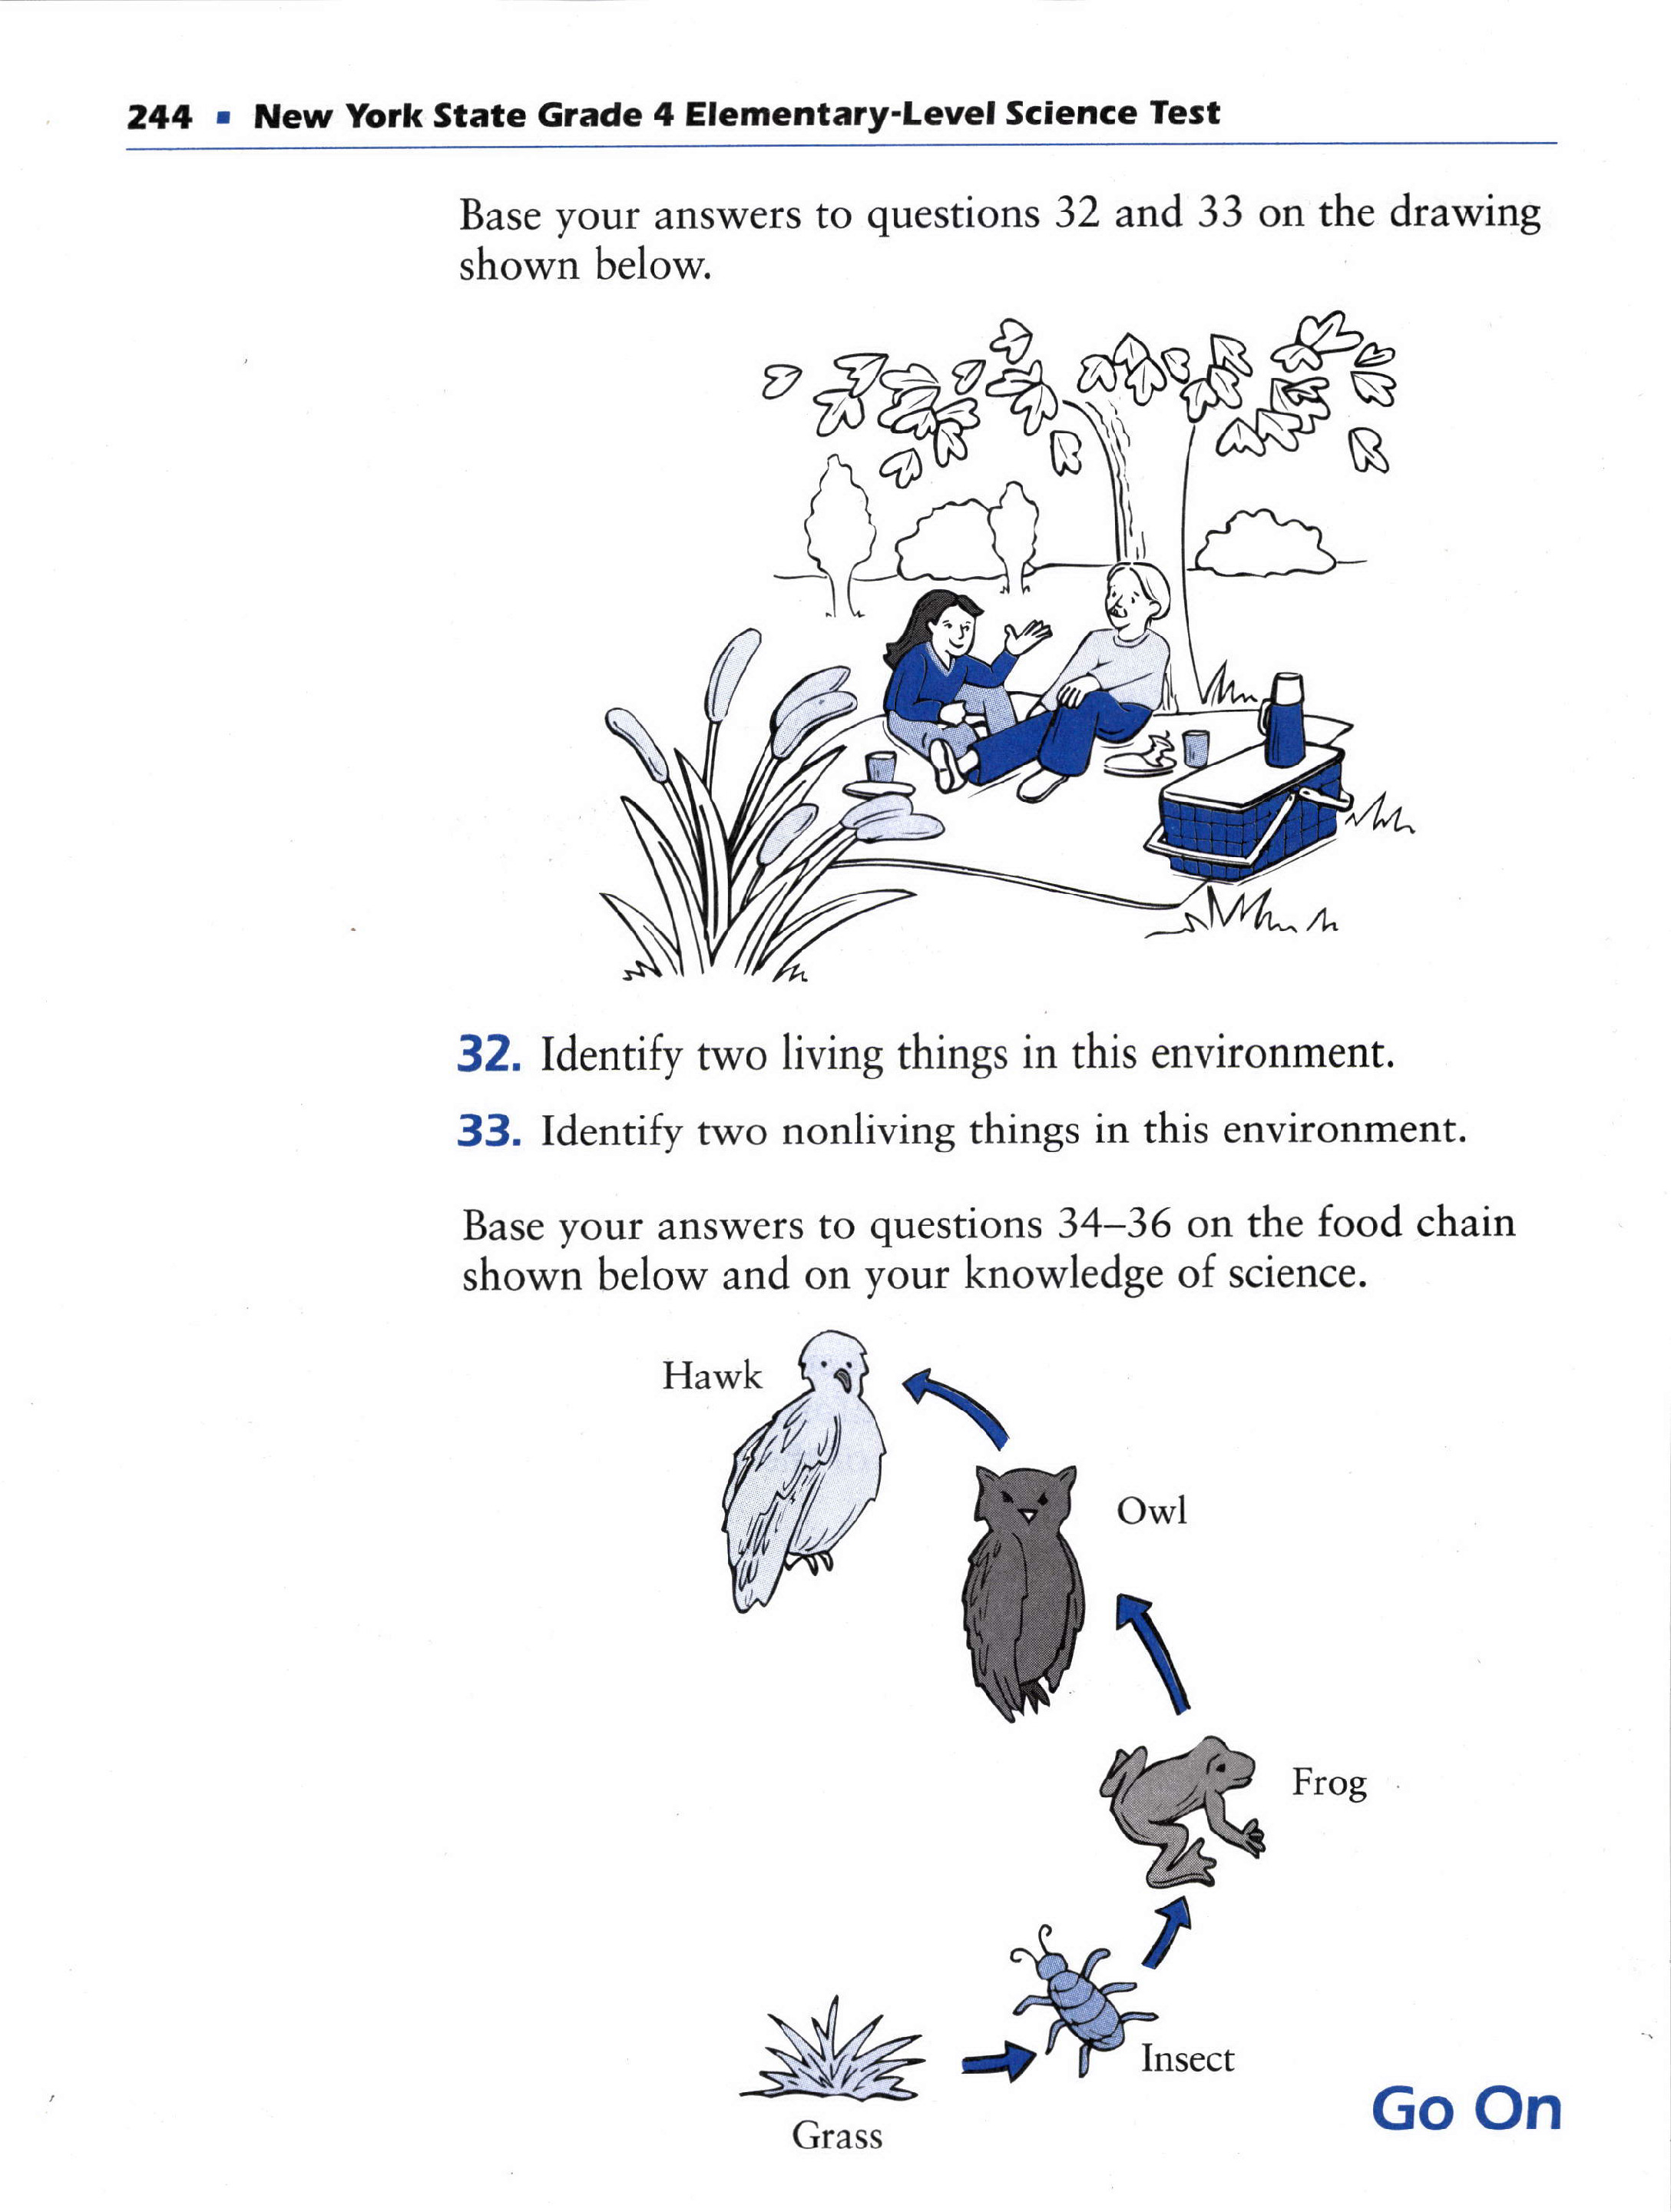 244 ▪ New York State Grade 4 Elementary-Level Science Test
Base your answers to questions 32 and 33 on the drawing
shown below.
32. Identify two living things in this environment.
33. Identify two nonliving things in this environment.
Base your answers to questions 34–36 on the food chain
shown below and on your knowledge of science.
Hawk
Owl
Frog
Insect
Grass
Go On